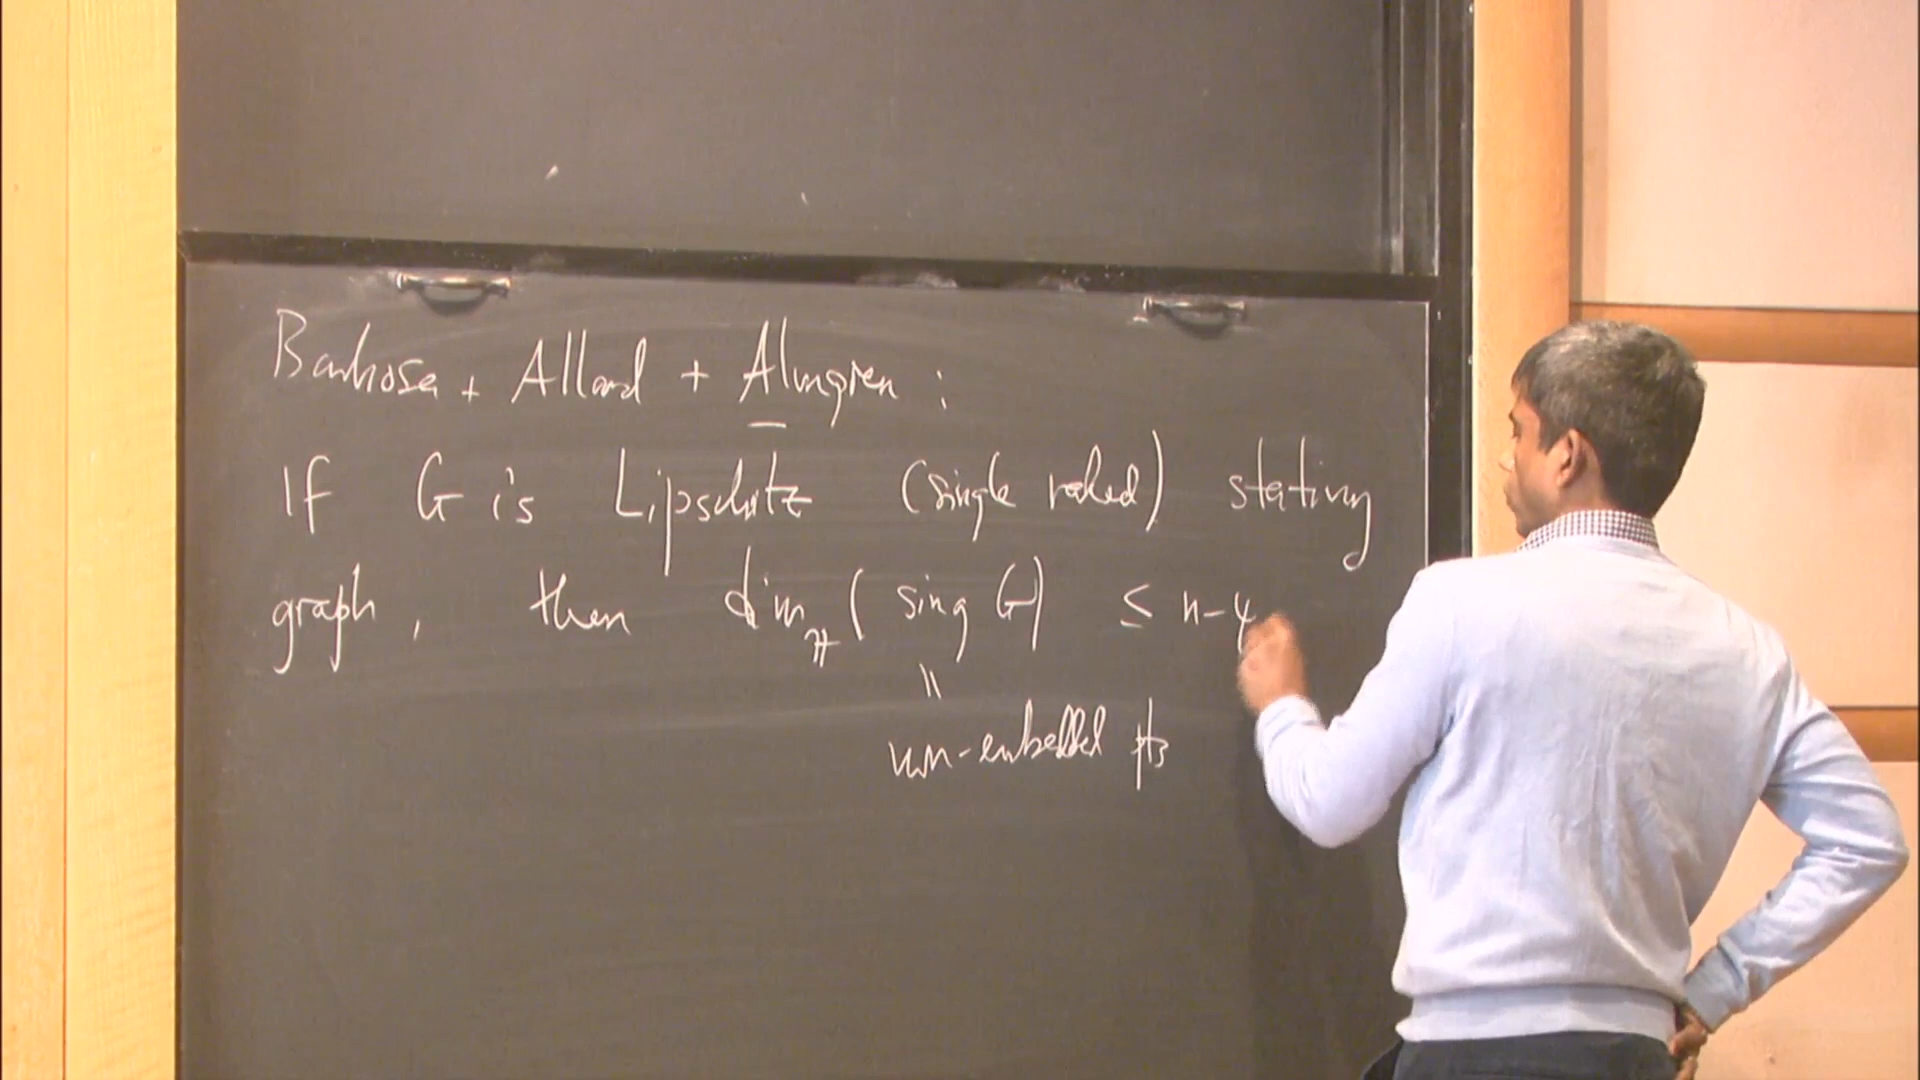 Barbosa + Allard + Almgren :
If G is Lipschitz (single valued) stationary
graph, then dim_H ( sing G) ≤ n-4
=
non-embedded pts